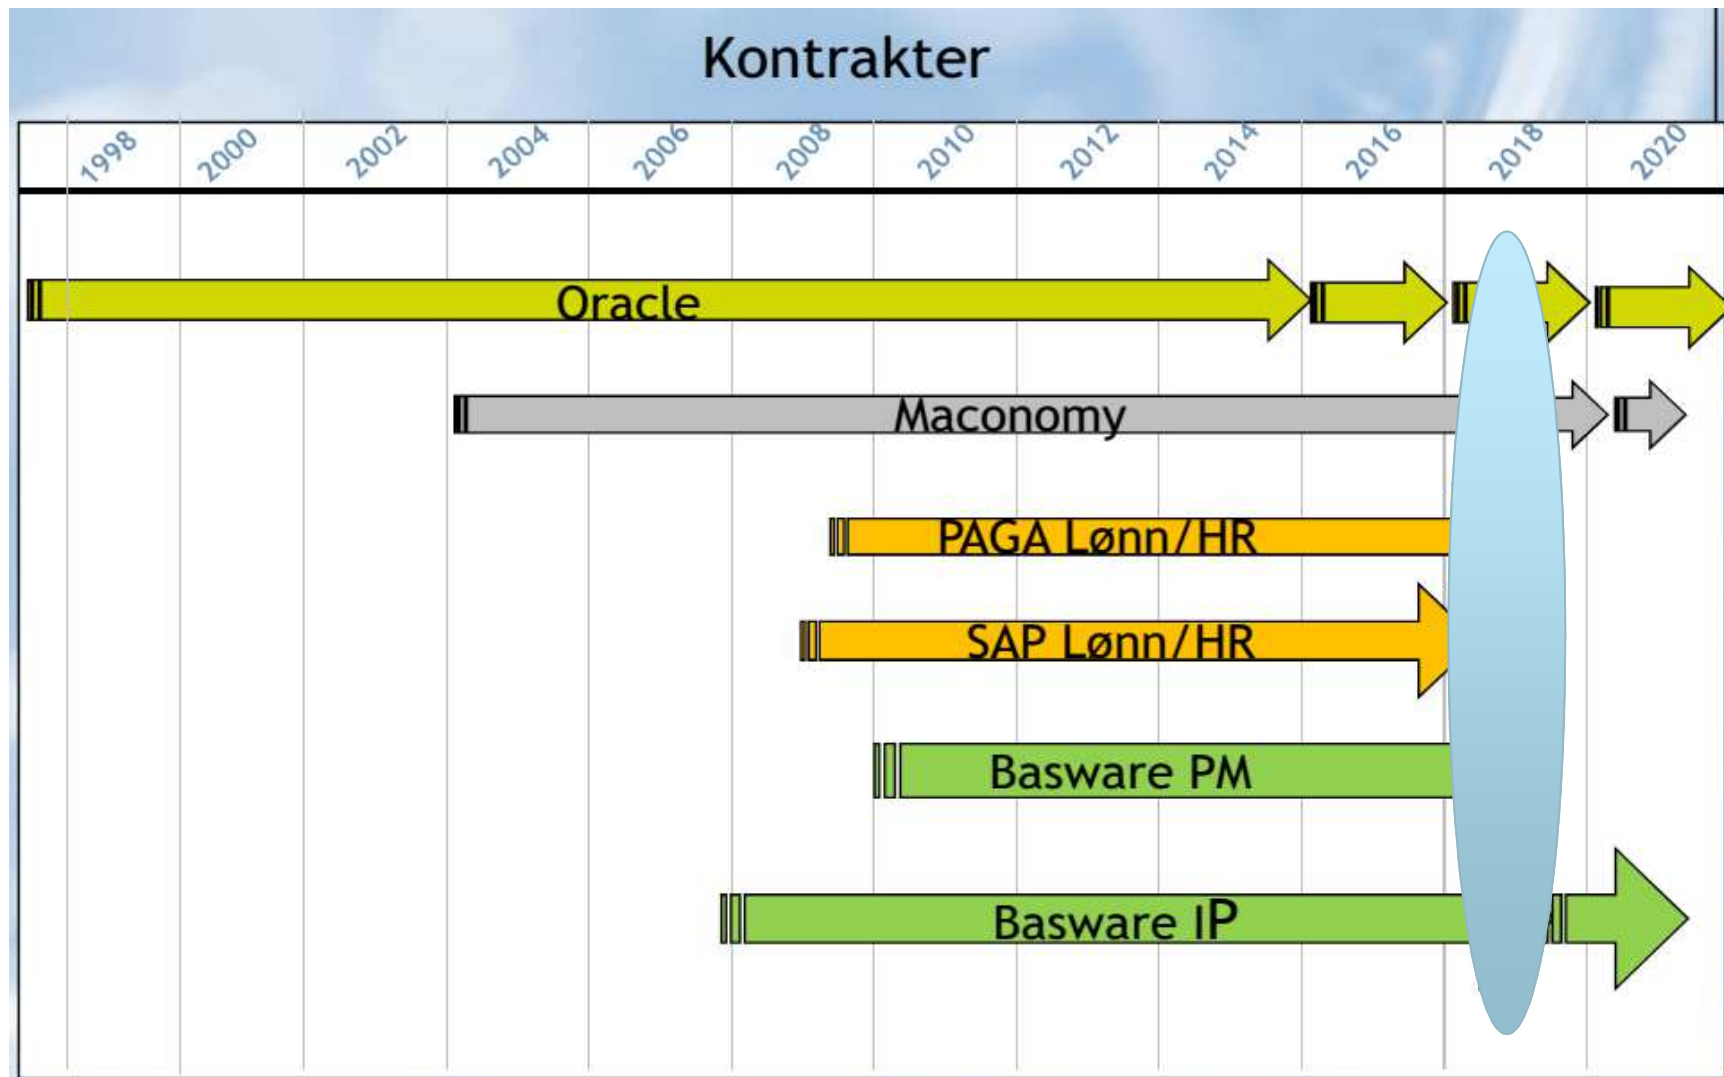 Kontrakter
1998 2000 2002 2004 2006 2008 2010 2012 2014 2016 2018 2020
Oracle
Maconomy
PAGA Lønn/HR
SAP Lønn/HR
Basware PM
Basware IP